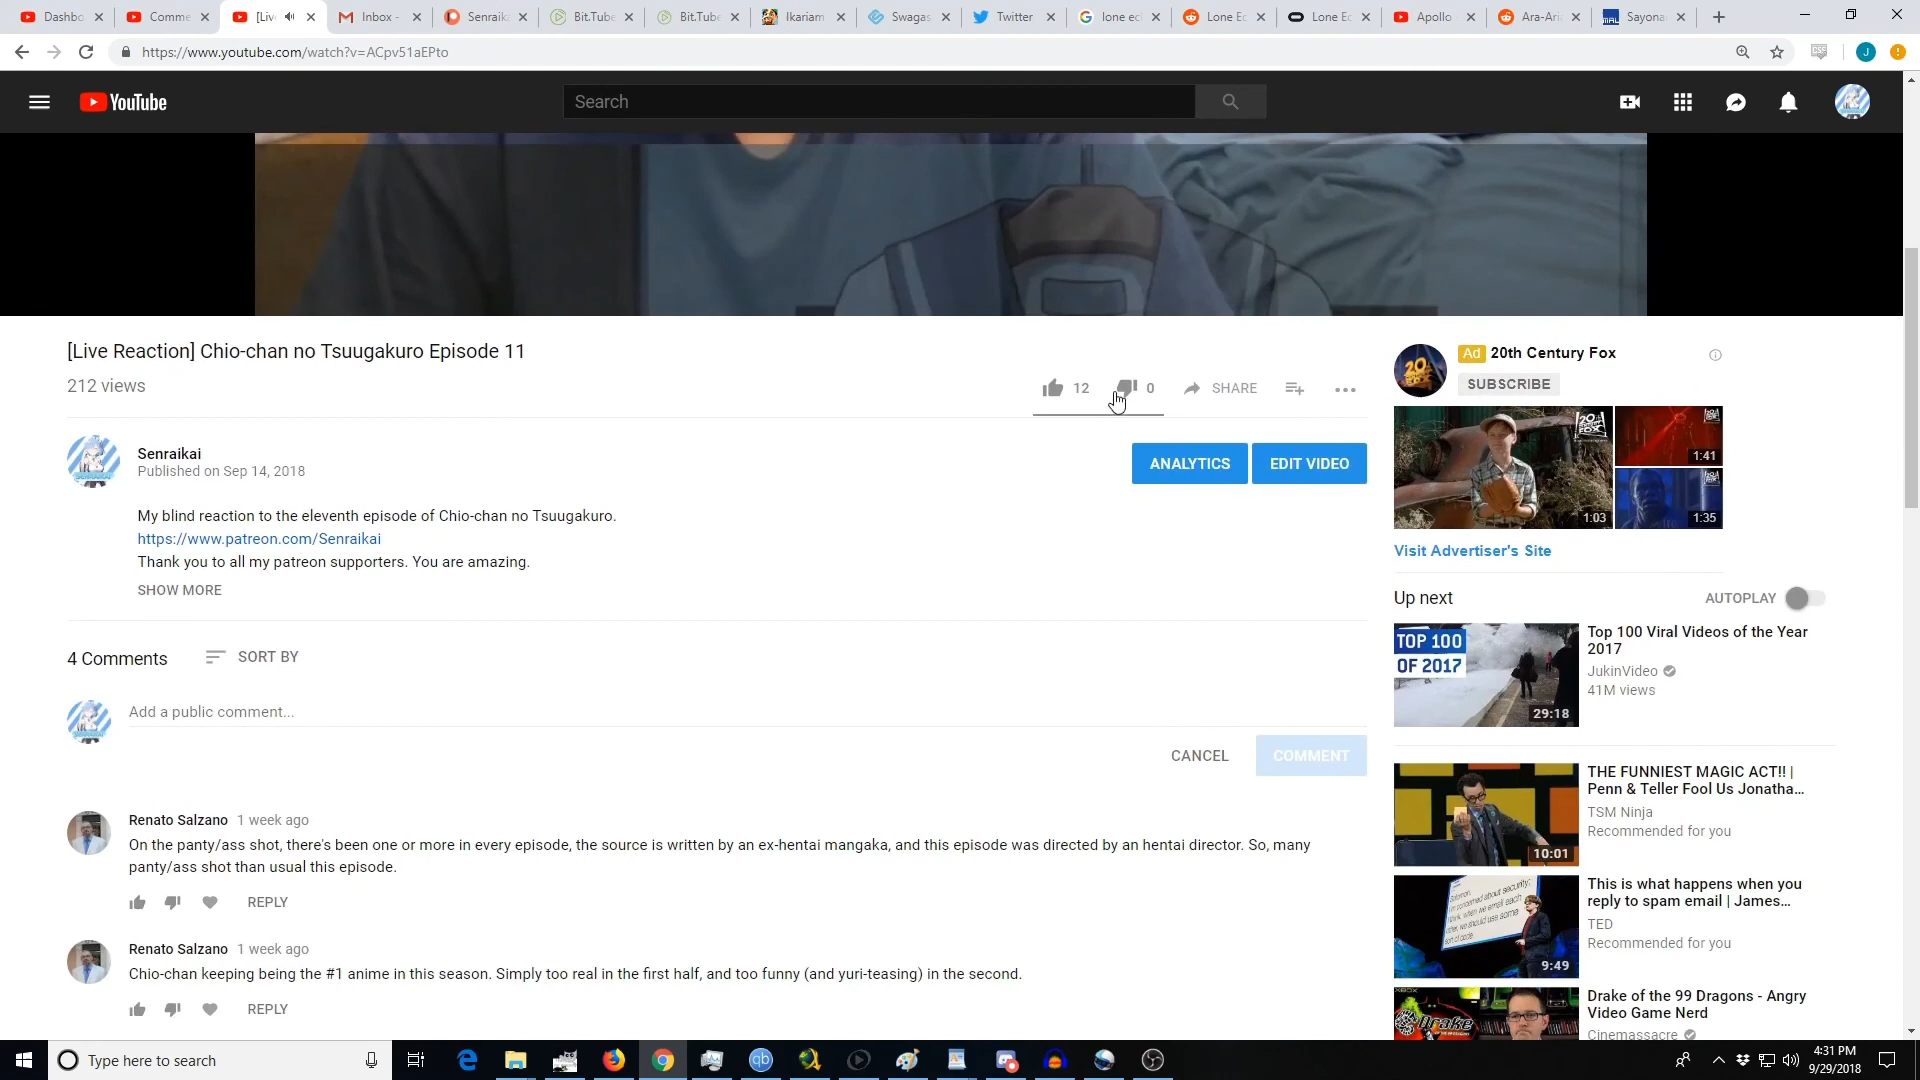 Dashbo
Comme
[Liv
Inbox -
Senraik
Bit.Tube
Bit.Tube
Ikariam
Swagas
Twitter
lone ec
Lone Ec
Lone Ec
Apollo
Ara-Ari
Sayona
https://www.youtube.com/watch?v=ACpv51aEPto
J
YouTube
Search
[Live Reaction] Chio-chan no Tsuugakuro Episode 11
212 views
12
0
SHARE
Senraikai
Published on Sep 14, 2018
ANALYTICS
EDIT VIDEO
My blind reaction to the eleventh episode of Chio-chan no Tsuugakuro.
https://www.patreon.com/Senraikai
Thank you to all my patreon supporters. You are amazing.
SHOW MORE
4 Comments
SORT BY
Add a public comment...
CANCEL
COMMENT
Renato Salzano 1 week ago
On the panty/ass shot, there's been one or more in every episode, the source is written by an ex-hentai mangaka, and this episode was directed by an hentai director. So, many
panty/ass shot than usual this episode.
REPLY
Renato Salzano 1 week ago
Chio-chan keeping being the #1 anime in this season. Simply too real in the first half, and too funny (and yuri-teasing) in the second.
REPLY
Ad 20th Century Fox
SUBSCRIBE
1:03
1:41
1:35
Visit Advertiser's Site
Up next
AUTOPLAY
TOP 100
OF 2017
29:18
Top 100 Viral Videos of the Year
2017
JukinVideo
41M views
10:01
THE FUNNIEST MAGIC ACT!! |
Penn & Teller Fool Us Jonatha...
TSM Ninja
Recommended for you
9:49
This is what happens when you
reply to spam email | James...
TED
Recommended for you
Drake of the 99 Dragons - Angry
Video Game Nerd
Cinemassacre
Type here to search
qb
4:31 PM
9/29/2018